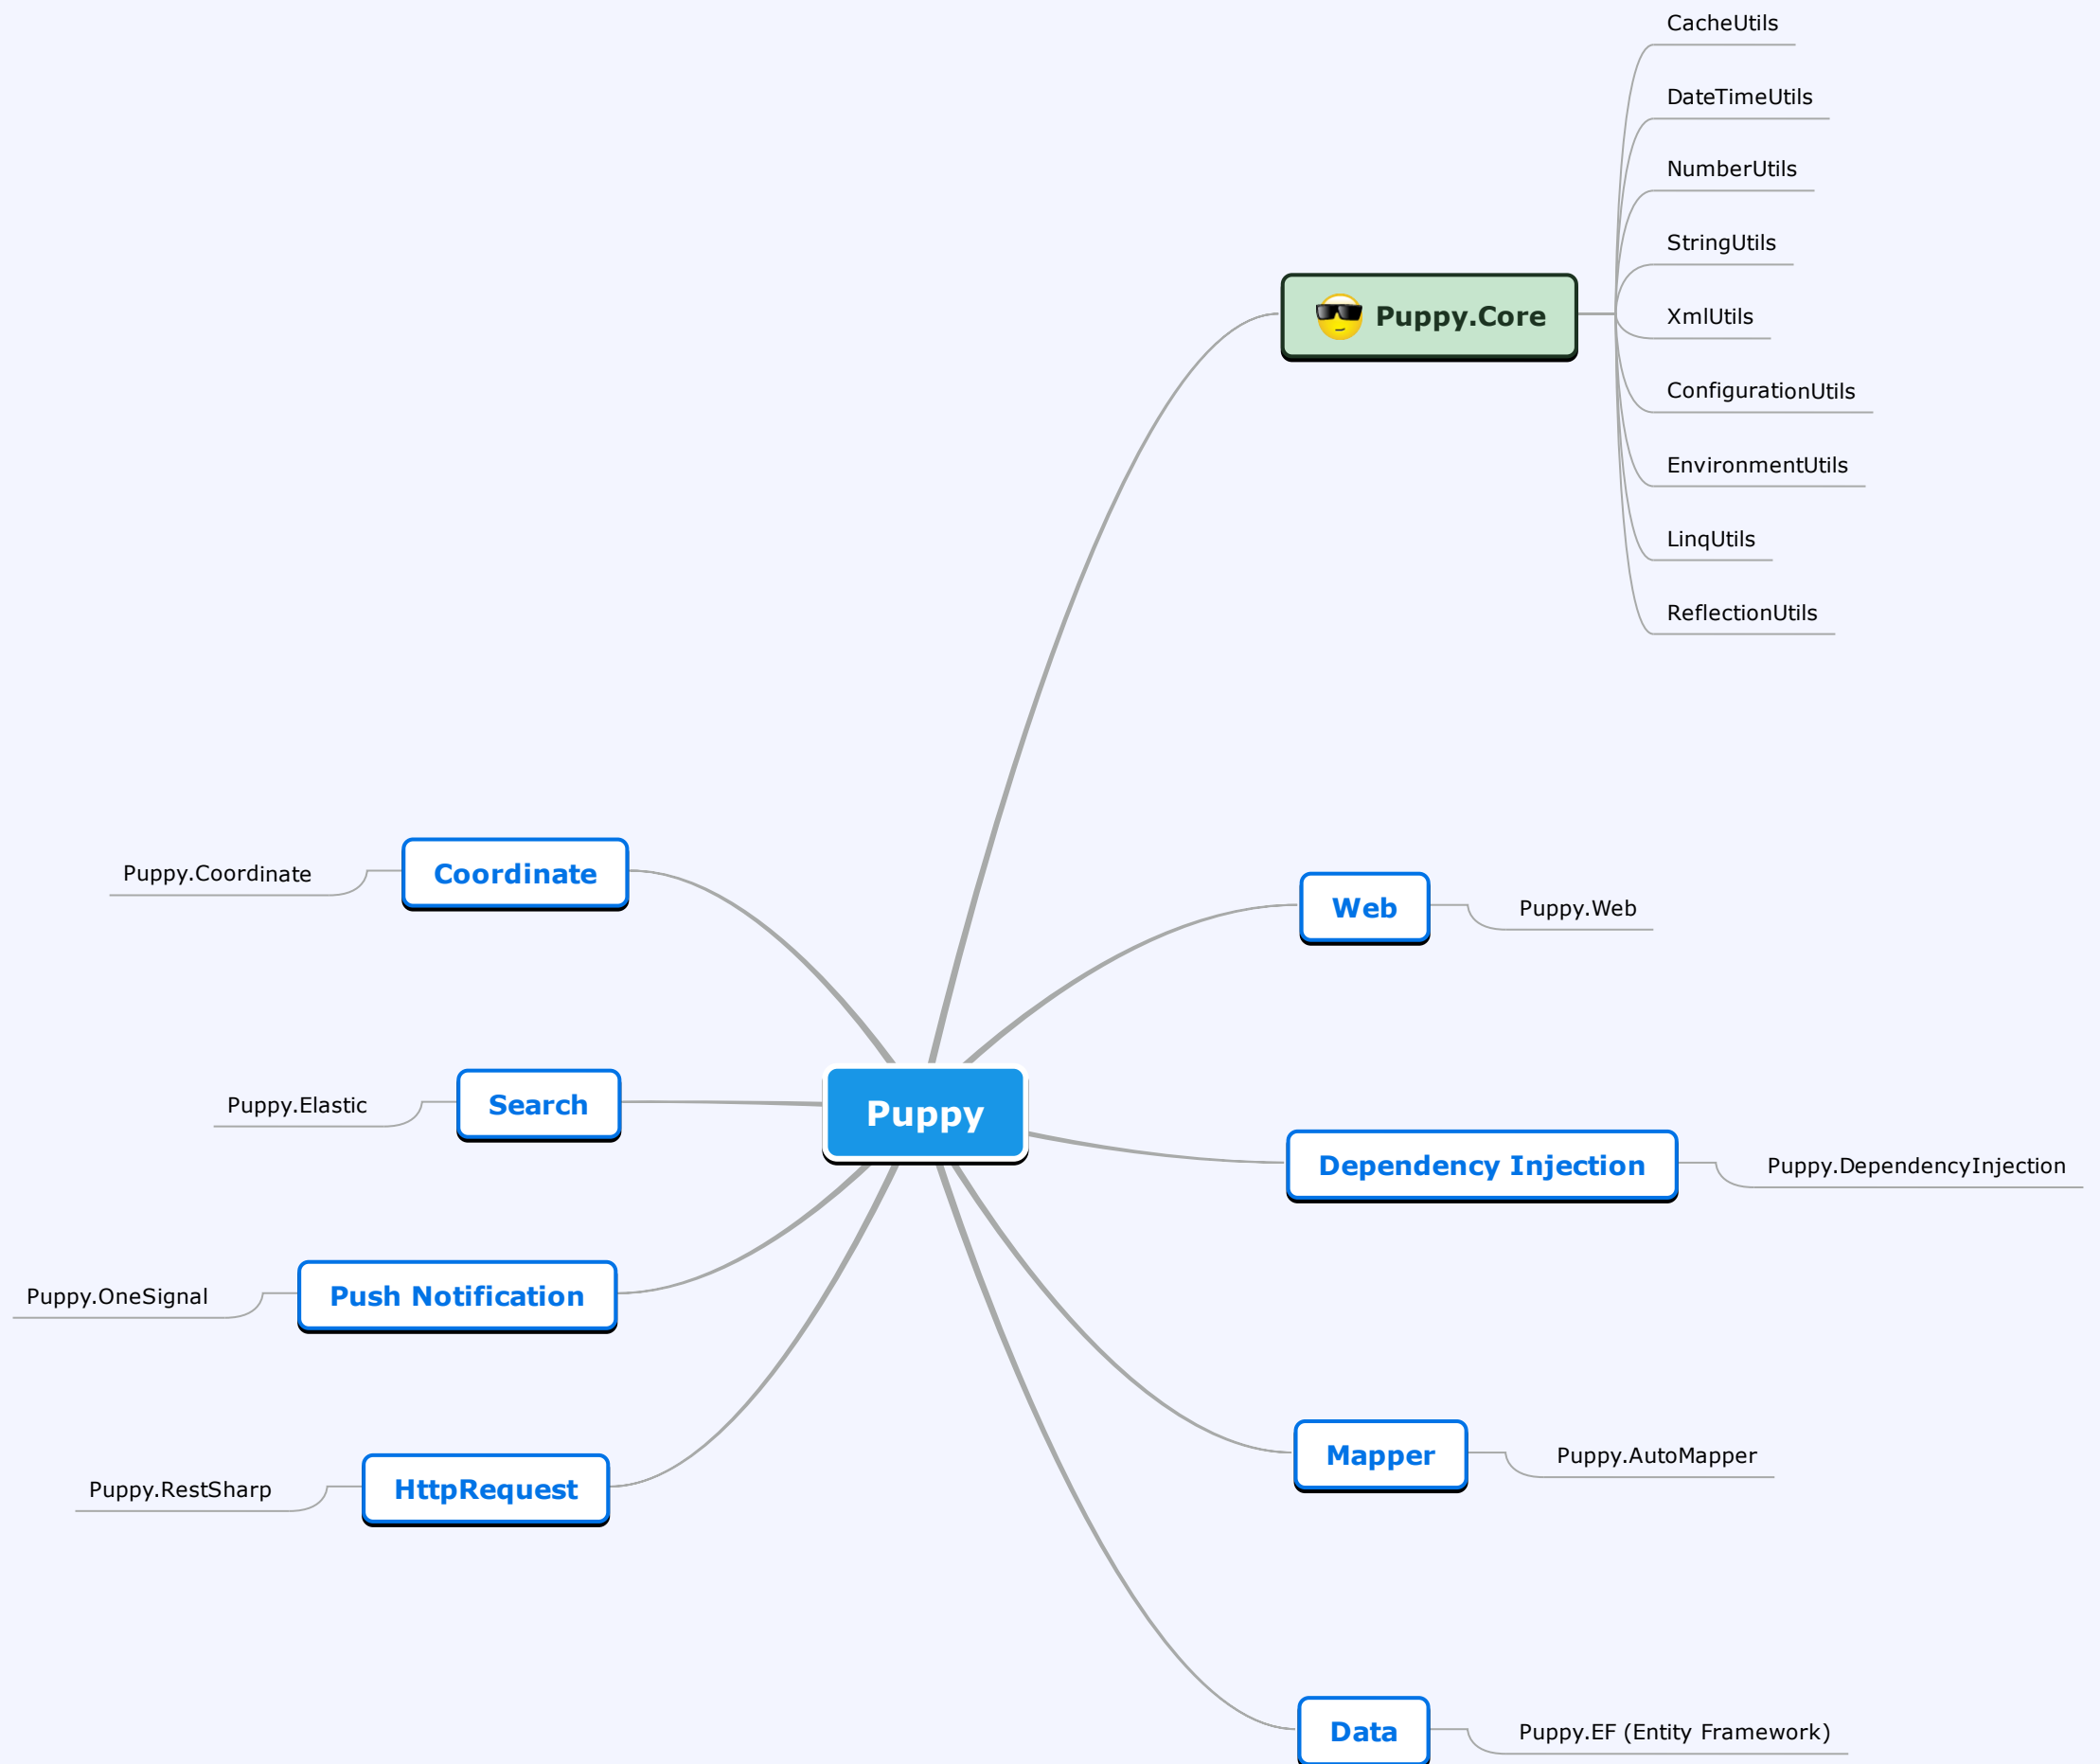 CacheUtils
DateTimeUtils
NumberUtils
StringUtils
Puppy.Core
XmlUtils
ConfigurationUtils
EnvironmentUtils
LinqUtils
ReflectionUtils
Puppy.Coordinate
Coordinate
Web
Puppy.Web
Puppy.Elastic
Search
Puppy
Dependency Injection
Puppy.DependencyInjection
Puppy.OneSignal
Push Notification
Mapper
Puppy.AutoMapper
Puppy.RestSharp
HttpRequest
Data
Puppy.EF (Entity Framework)